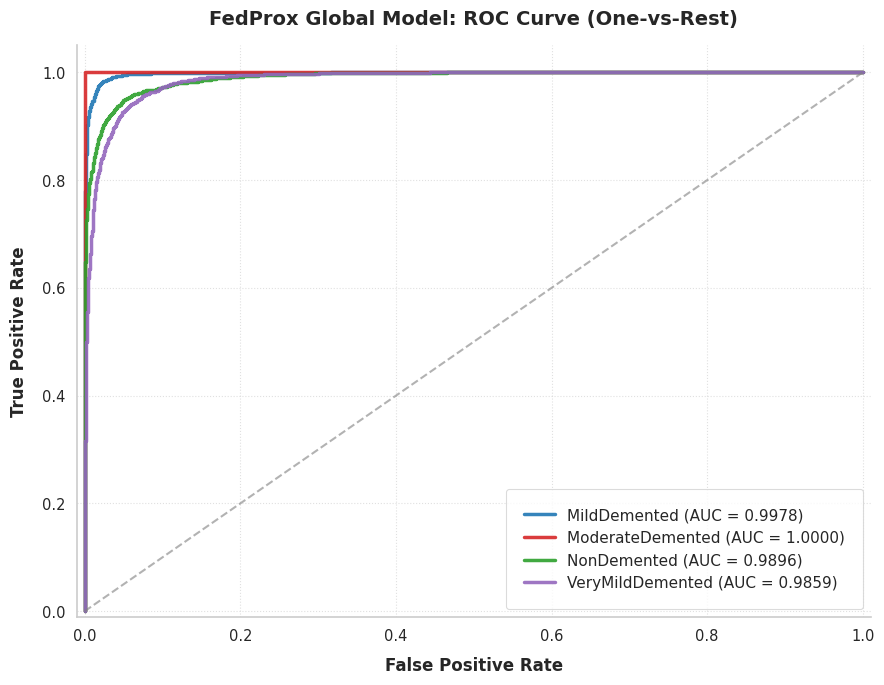 FedProx Global Model: ROC Curve (One-vs-Rest)
True Positive Rate
1.0
0.8
0.6
0.4
0.2
0.0
MildDemented (AUC = 0.9978)
ModerateDemented (AUC = 1.0000)
NonDemented (AUC = 0.9896)
VeryMildDemented (AUC = 0.9859)
0.0 0.2 0.4 0.6 0.8 1.0
False Positive Rate